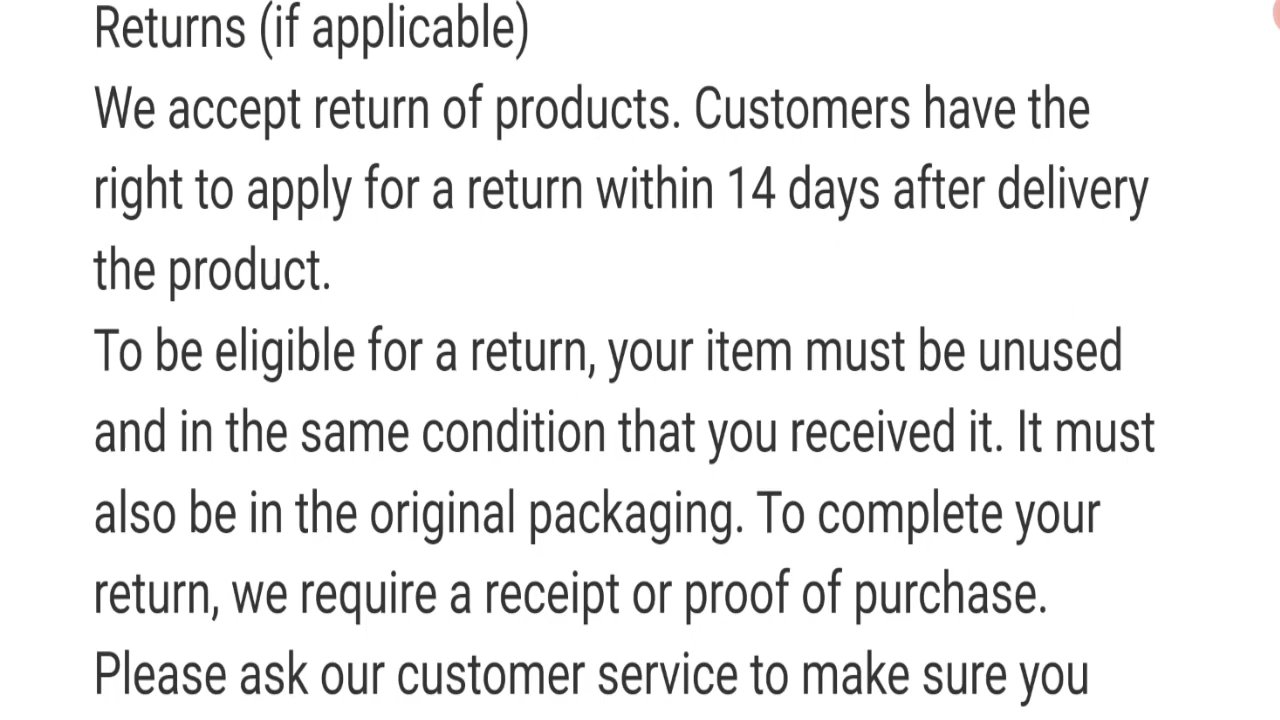 Returns (if applicable)
We accept return of products. Customers have the
right to apply for a return within 14 days after delivery
the product.
To be eligible for a return, your item must be unused
and in the same condition that you received it. It must
also be in the original packaging. To complete your
return, we require a receipt or proof of purchase.
Please ask our customer service to make sure you